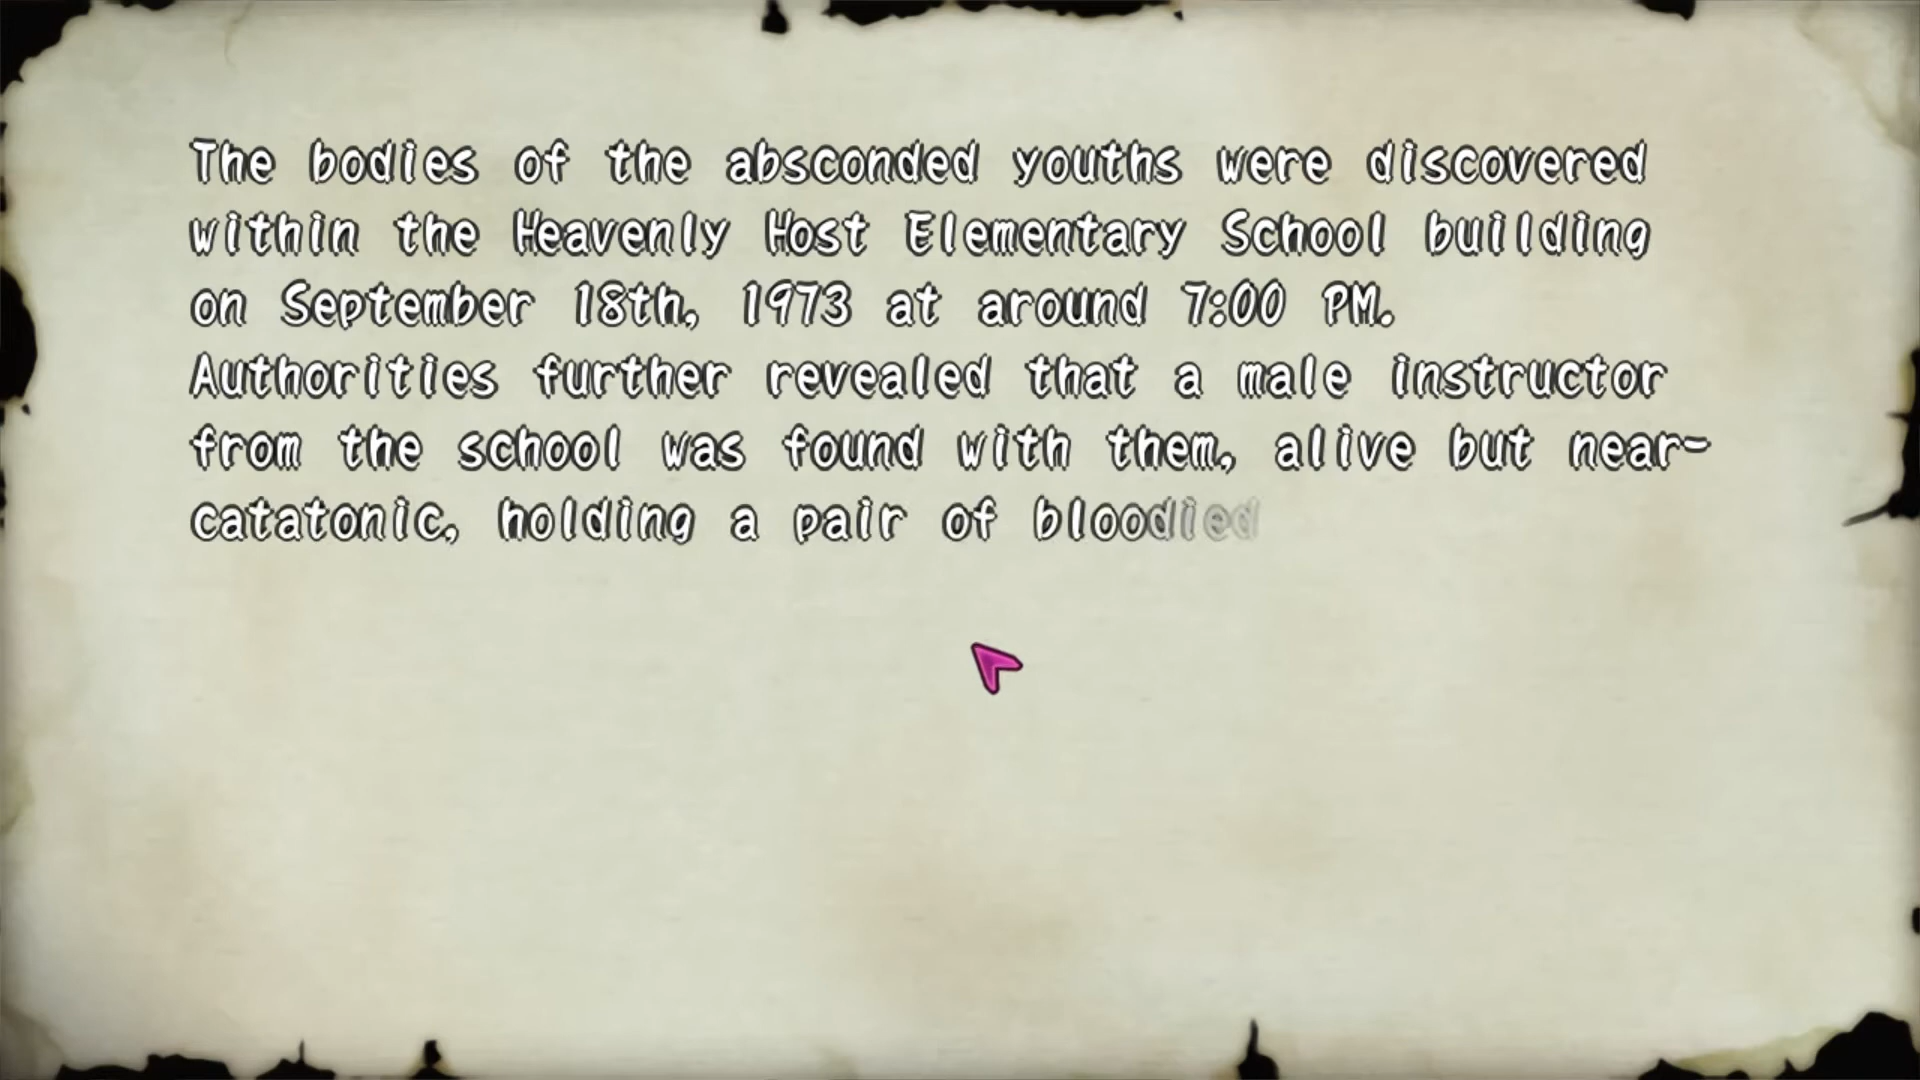 The bodies of the absconded youths were discovered
within the Heavenly Host Elementary School building
on September 18th, 1973 at around 7:00 PM.
Authorities further revealed that a male instructor
from the school was found with them, alive but near-
catatonic, holding a pair of bloodied